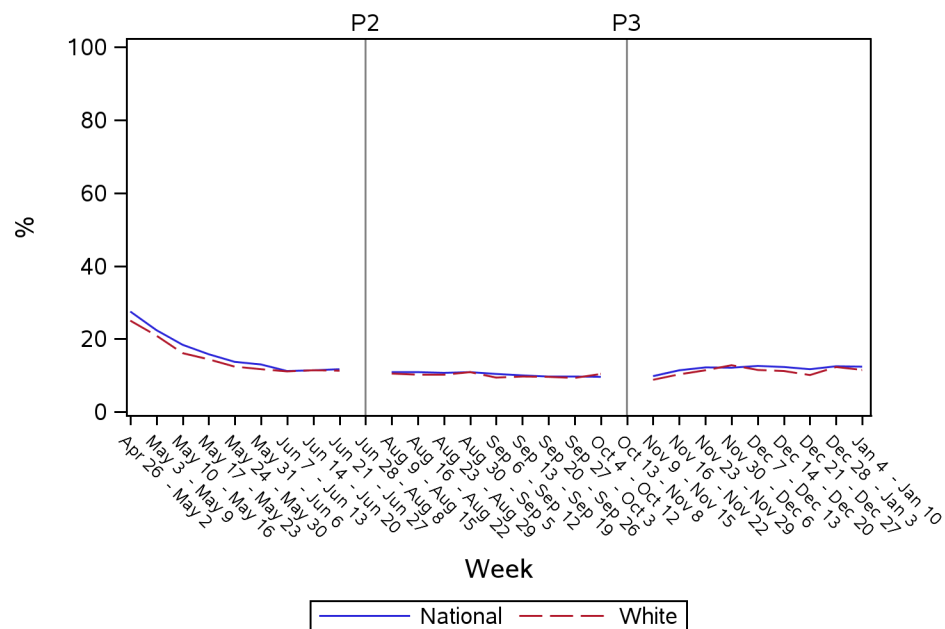 P2 P3
100
80
60
40
20
0
%
Apr 26 - May 2
May 3 - May 9
May 10 - May 16
May 17 - May 23
May 24 - May 30
May 31 - Jun 6
Jun 7 - Jun 13
Jun 14 - Jun 20
Jun 21 - Jun 27
Jun 28 - Aug 8
Aug 9 - Aug 15
Aug 16 - Aug 22
Aug 23 - Aug 29
Aug 30 - Sep 5
Sep 6 - Sep 12
Sep 13 - Sep 19
Sep 20 - Sep 26
Sep 27 - Oct 3
Oct 4 - Oct 12
Oct 13 - Nov 8
Nov 9 - Nov 15
Nov 16 - Nov 22
Nov 23 - Nov 29
Nov 30 - Dec 6
Dec 7 - Dec 13
Dec 14 - Dec 20
Dec 21 - Dec 27
Dec 28 - Jan 3
Jan 4 - Jan 10
Week
National White